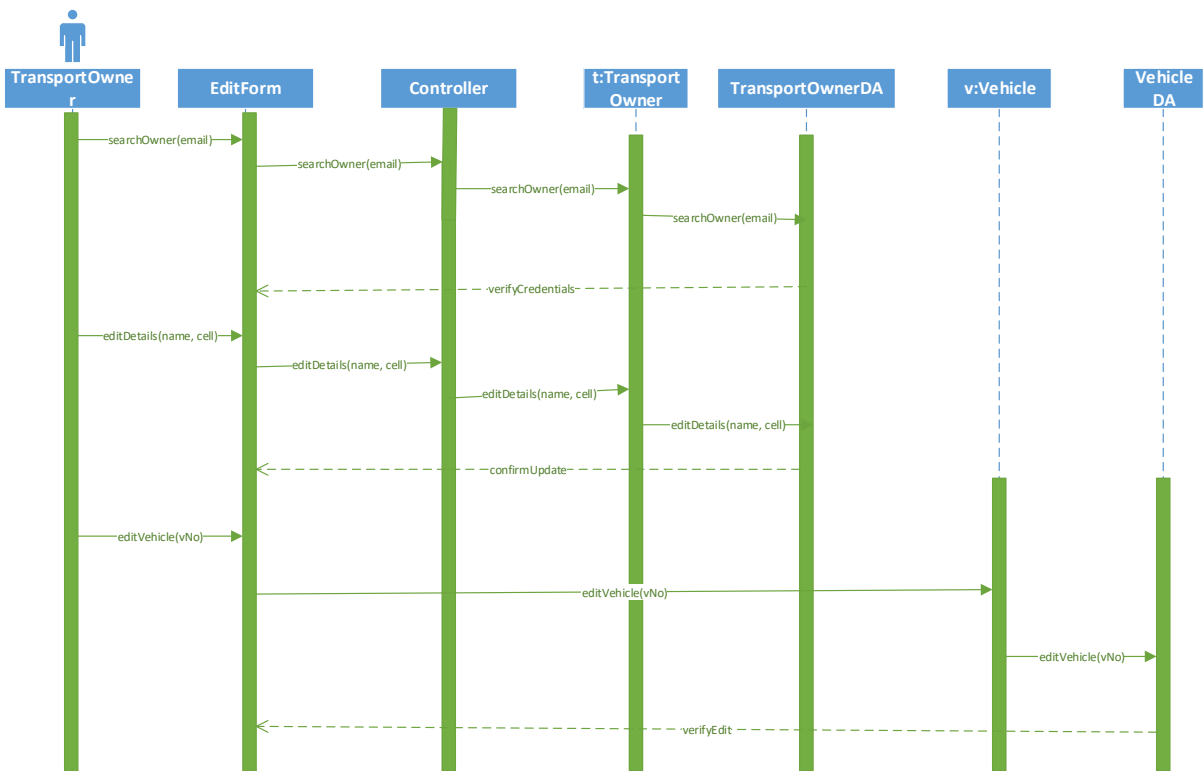 TransportOwne
r
EditForm
Controller
t:Transport
Owner
TransportOwnerDA
v:Vehicle
Vehicle
DA
searchOwner(email)
searchOwner(email)
searchOwner(email)
searchOwner(email)
verifyCredentials
editDetails(name, cell)
editDetails(name, cell)
editDetails(name, cell)
editDetails(name, cell)
confirmUpdate
editVehicle(vNo)
editVehicle(vNo)
editVehicle(vNo)
verifyEdit